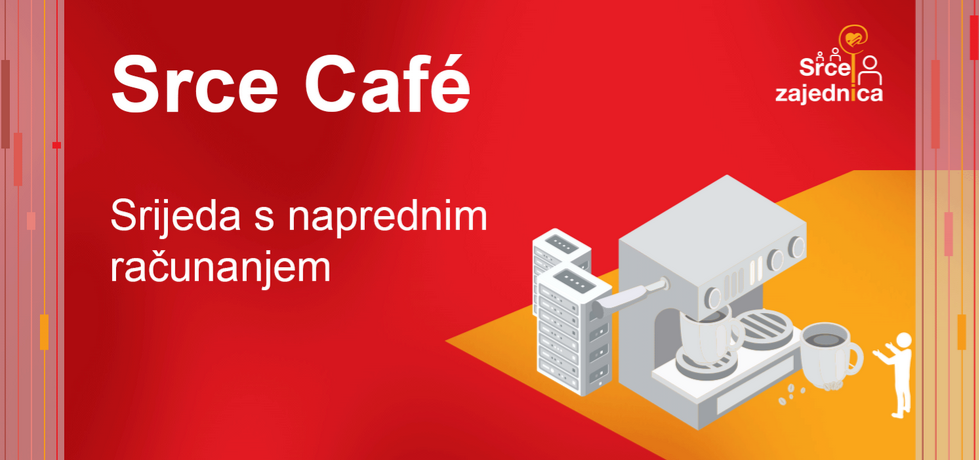 Srce Café
Srce
zajednica
Srijeda s naprednim
računanjem